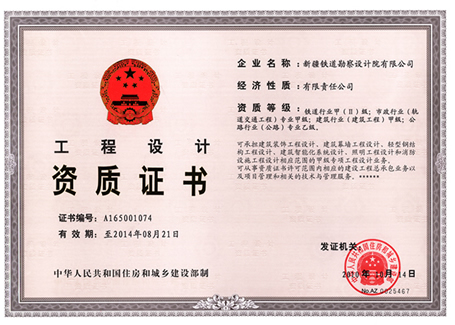 企业名称：新疆铁道勘察设计院有限公司
经济性质：有限责任公司
资质等级：铁道行业甲（Ⅱ）级；市政行业（轨
道交通工程）专业甲级；建筑行业（建筑工程）甲级；公
路行业（公路）专业乙级。
可承担建筑装饰工程设计、建筑幕墙工程设计、轻型钢结
构工程设计、建筑智能化系统设计、照明工程设计和消防
设施工程设计相应范围的甲级专项工程设计业务。
可从事资质证书许可范围内相应的建设工程总承包业务以
及项目管理和相关的技术与管理服务。******
工程设计
资质证书
证书编号：A165001074
有效期：至2014年08月21日
中华人民共和国住房和城乡建设部制
发证机关：
No.AZ 0025467